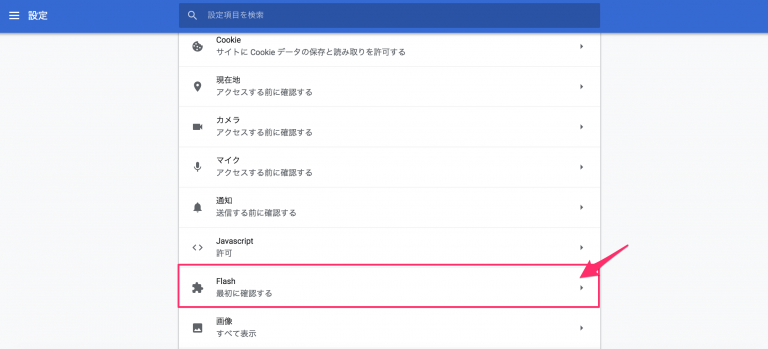 設定
設定項目を検索
Cookie
サイトに Cookie データの保存と読み取りを許可する
現在地
アクセスする前に確認する
カメラ
アクセスする前に確認する
マイク
アクセスする前に確認する
通知
送信する前に確認する
Javascript
許可
Flash
最初に確認する
画像
すべて表示